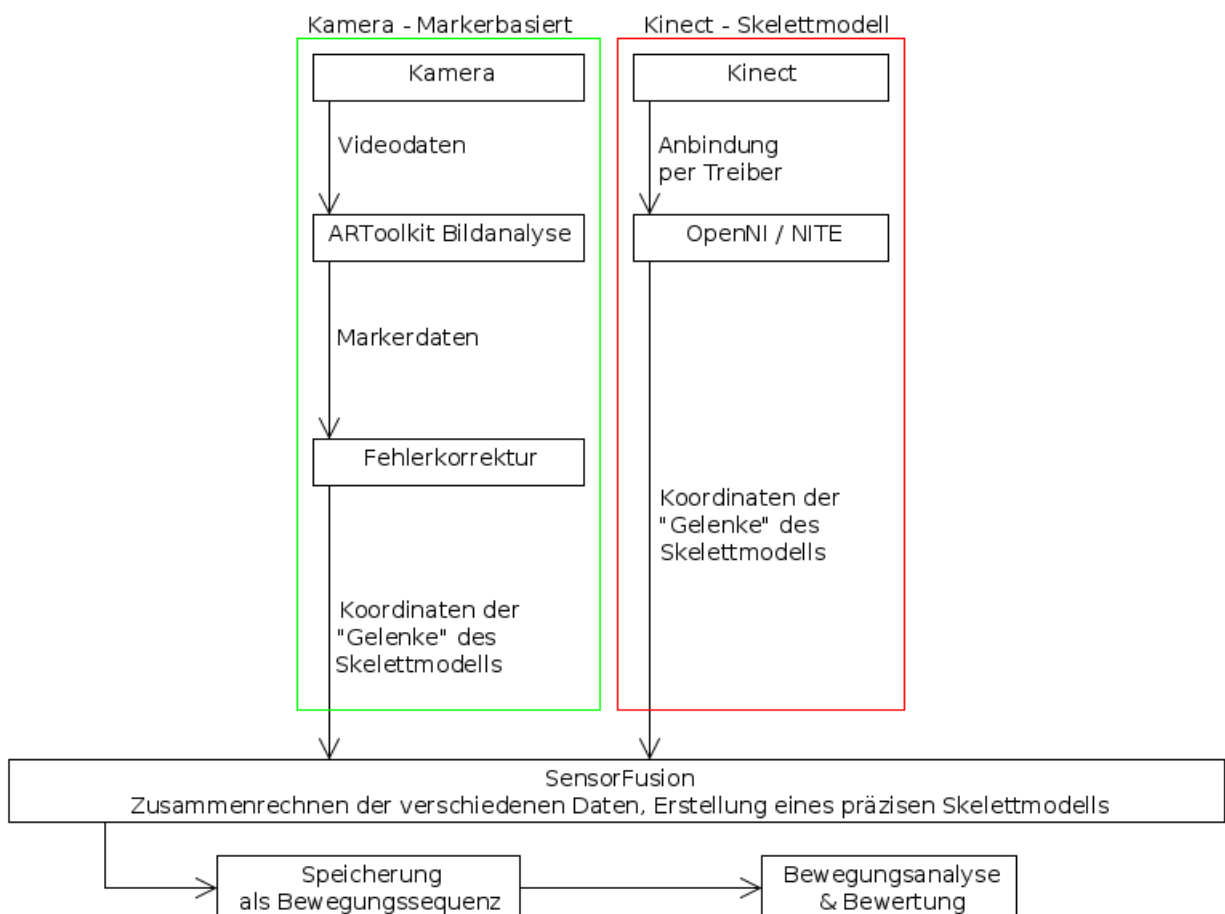 Kamera - Markerbasiert
Kamera
Videodaten
ARToolkit Bildanalyse
Markerdaten
Fehlerkorrektur
Koordinaten der
"Gelenke" des
Skelettmodells
Kinect - Skelettmodell
Kinect
Anbindung
per Treiber
OpenNI / NITE
Koordinaten der
"Gelenke" des
Skelettmodells
SensorFusion
Zusammenrechnen der verschiedenen Daten, Erstellung eines präzisen Skelettmodells
Speicherung
als Bewegungssequenz
Bewegungsanalyse
& Bewertung